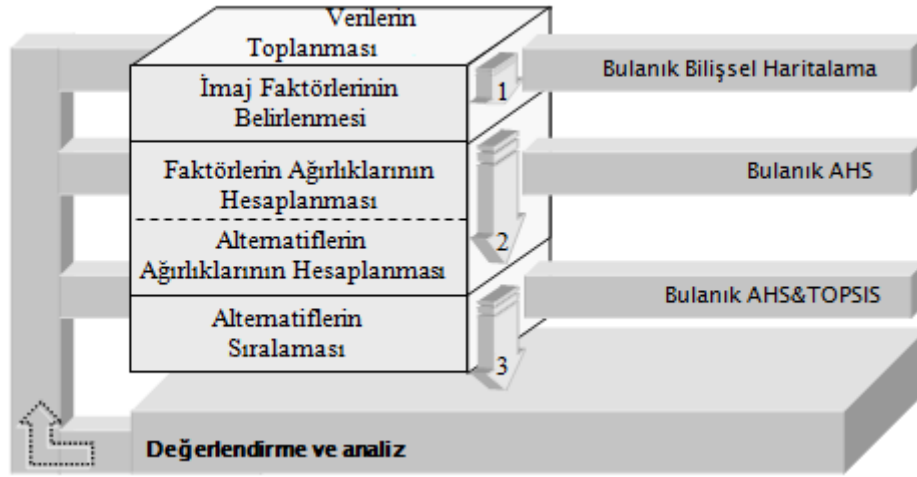 Verilerin
Toplanması
İmaj Faktörlerinin
Belirlenmesi
1
Bulanık Bilişsel Haritalama
Faktörlerin Ağırlıklarının
Hesaplanması
Bulanık AHS
Alternatiflerin
Ağırlıklarının Hesaplanması
2
Bulanık AHS&TOPSIS
Alternatiflerin
Sıralaması
3
Değerlendirme ve analiz